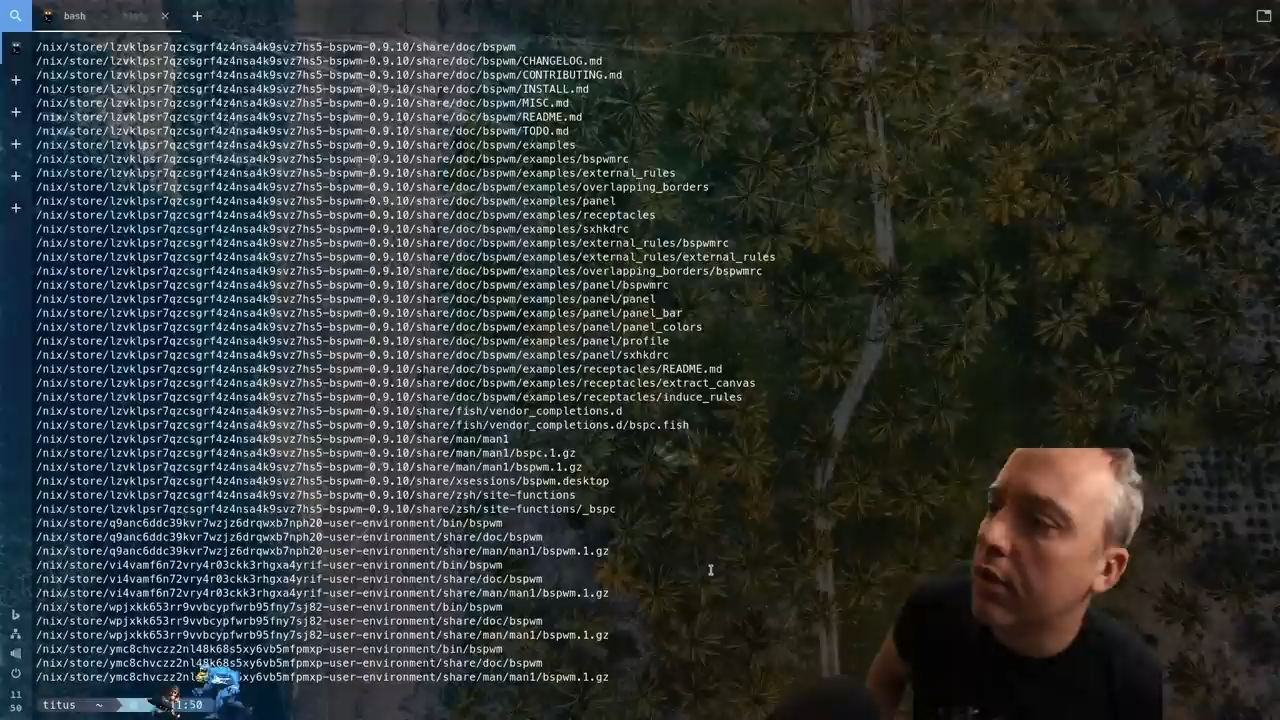 bash
/nix/store/lzvklpsr7qzcsgrf4z4nsa4k9svz7hs5-bspwm-0.9.10/share/doc/bspwm
/nix/store/lzvklpsr7qzcsgrf4z4nsa4k9svz7hs5-bspwm-0.9.10/share/doc/bspwm/CHANGELOG.md
/nix/store/lzvklpsr7qzcsgrf4z4nsa4k9svz7hs5-bspwm-0.9.10/share/doc/bspwm/CONTRIBUTING.md
/nix/store/lzvklpsr7qzcsgrf4z4nsa4k9svz7hs5-bspwm-0.9.10/share/doc/bspwm/INSTALL.md
/nix/store/lzvklpsr7qzcsgrf4z4nsa4k9svz7hs5-bspwm-0.9.10/share/doc/bspwm/MISC.md
/nix/store/lzvklpsr7qzcsgrf4z4nsa4k9svz7hs5-bspwm-0.9.10/share/doc/bspwm/README.md
/nix/store/lzvklpsr7qzcsgrf4z4nsa4k9svz7hs5-bspwm-0.9.10/share/doc/bspwm/TODO.md
/nix/store/lzvklpsr7qzcsgrf4z4nsa4k9svz7hs5-bspwm-0.9.10/share/doc/bspwm/examples
/nix/store/lzvklpsr7qzcsgrf4z4nsa4k9svz7hs5-bspwm-0.9.10/share/doc/bspwm/examples/bspwmrc
/nix/store/lzvklpsr7qzcsgrf4z4nsa4k9svz7hs5-bspwm-0.9.10/share/doc/bspwm/examples/external_rules
/nix/store/lzvklpsr7qzcsgrf4z4nsa4k9svz7hs5-bspwm-0.9.10/share/doc/bspwm/examples/overlapping_borders
/nix/store/lzvklpsr7qzcsgrf4z4nsa4k9svz7hs5-bspwm-0.9.10/share/doc/bspwm/examples/panel
/nix/store/lzvklpsr7qzcsgrf4z4nsa4k9svz7hs5-bspwm-0.9.10/share/doc/bspwm/examples/receptacles
/nix/store/lzvklpsr7qzcsgrf4z4nsa4k9svz7hs5-bspwm-0.9.10/share/doc/bspwm/examples/sxhkdrc
/nix/store/lzvklpsr7qzcsgrf4z4nsa4k9svz7hs5-bspwm-0.9.10/share/doc/bspwm/examples/external_rules/bspwmrc
/nix/store/lzvklpsr7qzcsgrf4z4nsa4k9svz7hs5-bspwm-0.9.10/share/doc/bspwm/examples/external_rules/external_rules
/nix/store/lzvklpsr7qzcsgrf4z4nsa4k9svz7hs5-bspwm-0.9.10/share/doc/bspwm/examples/overlapping_borders/bspwmrc
/nix/store/lzvklpsr7qzcsgrf4z4nsa4k9svz7hs5-bspwm-0.9.10/share/doc/bspwm/examples/panel/bspwmrc
/nix/store/lzvklpsr7qzcsgrf4z4nsa4k9svz7hs5-bspwm-0.9.10/share/doc/bspwm/examples/panel/panel
/nix/store/lzvklpsr7qzcsgrf4z4nsa4k9svz7hs5-bspwm-0.9.10/share/doc/bspwm/examples/panel/panel_bar
/nix/store/lzvklpsr7qzcsgrf4z4nsa4k9svz7hs5-bspwm-0.9.10/share/doc/bspwm/examples/panel/panel_colors
/nix/store/lzvklpsr7qzcsgrf4z4nsa4k9svz7hs5-bspwm-0.9.10/share/doc/bspwm/examples/panel/profile
/nix/store/lzvklpsr7qzcsgrf4z4nsa4k9svz7hs5-bspwm-0.9.10/share/doc/bspwm/examples/panel/sxhkdrc
/nix/store/lzvklpsr7qzcsgrf4z4nsa4k9svz7hs5-bspwm-0.9.10/share/doc/bspwm/examples/receptacles/README.md
/nix/store/lzvklpsr7qzcsgrf4z4nsa4k9svz7hs5-bspwm-0.9.10/share/doc/bspwm/examples/receptacles/extract_canvas
/nix/store/lzvklpsr7qzcsgrf4z4nsa4k9svz7hs5-bspwm-0.9.10/share/doc/bspwm/examples/receptacles/induce_rules
/nix/store/lzvklpsr7qzcsgrf4z4nsa4k9svz7hs5-bspwm-0.9.10/share/fish/vendor_completions.d
/nix/store/lzvklpsr7qzcsgrf4z4nsa4k9svz7hs5-bspwm-0.9.10/share/fish/vendor_completions.d/bspc.fish
/nix/store/lzvklpsr7qzcsgrf4z4nsa4k9svz7hs5-bspwm-0.9.10/share/man/man1
/nix/store/lzvklpsr7qzcsgrf4z4nsa4k9svz7hs5-bspwm-0.9.10/share/man/man1/bspc.1.gz
/nix/store/lzvklpsr7qzcsgrf4z4nsa4k9svz7hs5-bspwm-0.9.10/share/man/man1/bspwm.1.gz
/nix/store/lzvklpsr7qzcsgrf4z4nsa4k9svz7hs5-bspwm-0.9.10/share/xsessions/bspwm.desktop
/nix/store/lzvklpsr7qzcsgrf4z4nsa4k9svz7hs5-bspwm-0.9.10/share/zsh/site-functions
/nix/store/lzvklpsr7qzcsgrf4z4nsa4k9svz7hs5-bspwm-0.9.10/share/zsh/site-functions/_bspc
/nix/store/q9anc6ddc39kvr7wzjz6drqwxb7nph20-user-environment/bin/bspwm
/nix/store/q9anc6ddc39kvr7wzjz6drqwxb7nph20-user-environment/share/doc/bspwm
/nix/store/q9anc6ddc39kvr7wzjz6drqwxb7nph20-user-environment/share/man/man1/bspwm.1.gz
/nix/store/vi4vamf6n72vry4r03ckk3rhgxa4yrif-user-environment/bin/bspwm
/nix/store/vi4vamf6n72vry4r03ckk3rhgxa4yrif-user-environment/share/doc/bspwm
/nix/store/vi4vamf6n72vry4r03ckk3rhgxa4yrif-user-environment/share/man/man1/bspwm.1.gz
/nix/store/wpjxkk653rr9vvbcypfwrb95fny7sj82-user-environment/bin/bspwm
/nix/store/wpjxkk653rr9vvbcypfwrb95fny7sj82-user-environment/share/doc/bspwm
/nix/store/wpjxkk653rr9vvbcypfwrb95fny7sj82-user-environment/share/man/man1/bspwm.1.gz
/nix/store/ymc8chvczz2nl48k68s5xy6vb5mfpmxp-user-environment/bin/bspwm
/nix/store/ymc8chvczz2nl xy6vb5mfpmxp-user-environment/share/doc/bspwm
/nix/store/ymc8chvczz2nl xy6vb5mfpmxp-user-environment/share/man/man1/bspwm.1.gz
11
50
titus ~ 11:50